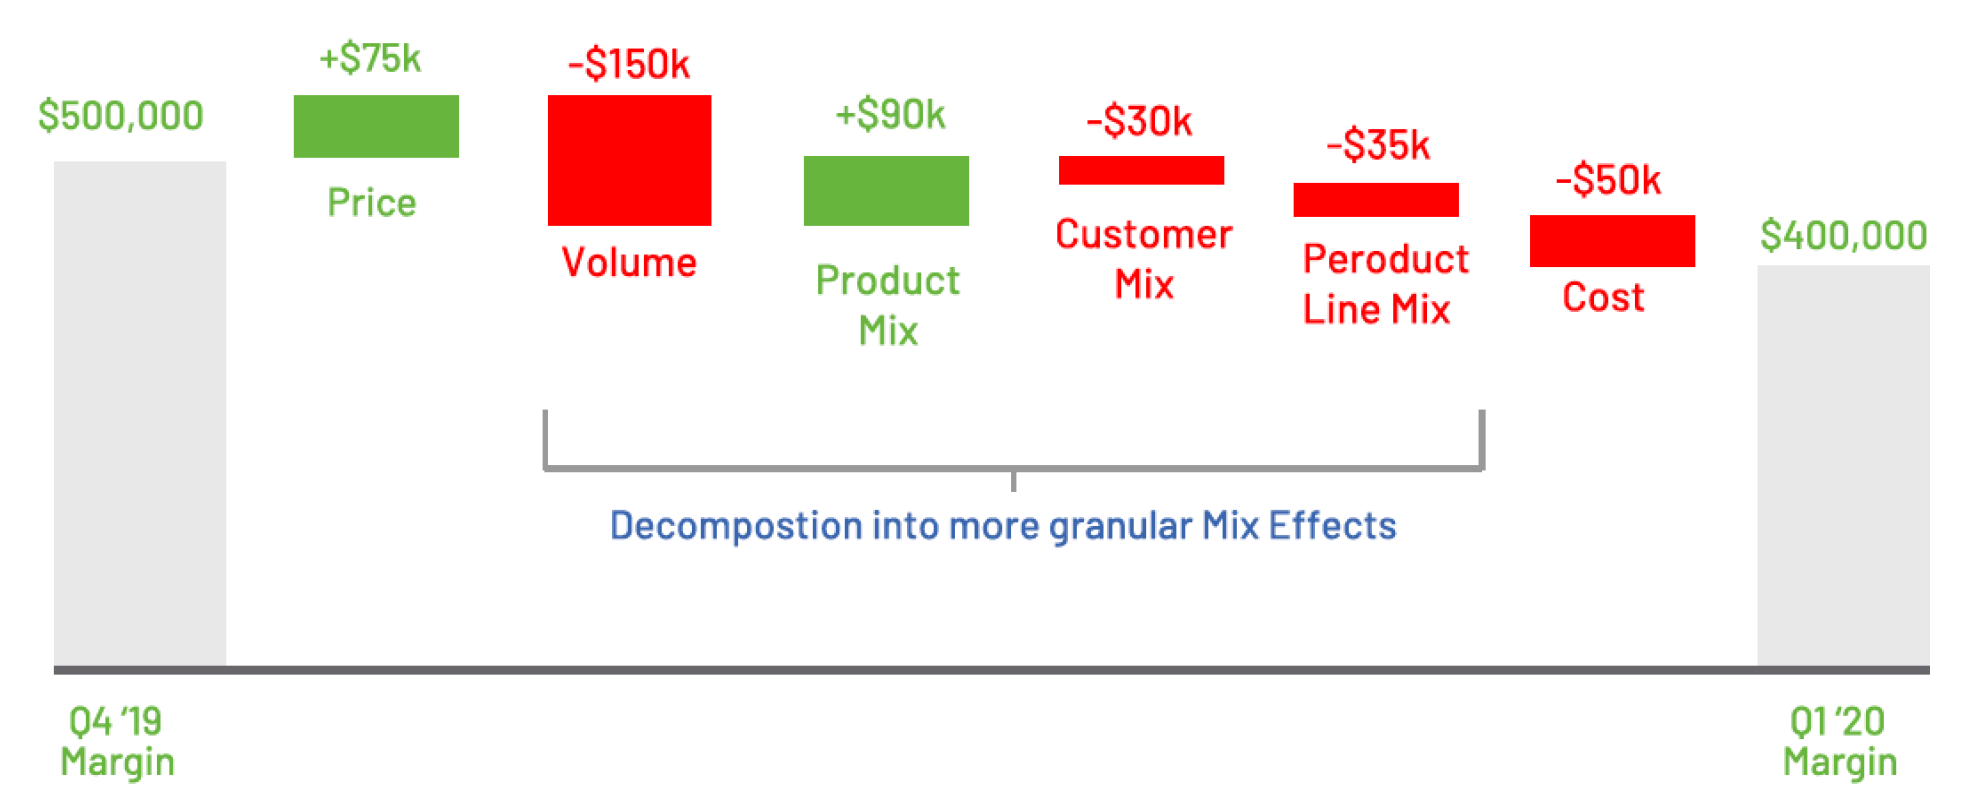 $500,000
+$75k
Price
-$150k
Volume
+$90k
Product
Mix
-$30k
Customer
Mix
-$35k
Peroduct
Line Mix
-$50k
Cost
$400,000
Decompostion into more granular Mix Effects
Q4 '19
Margin
Q1 '20
Margin